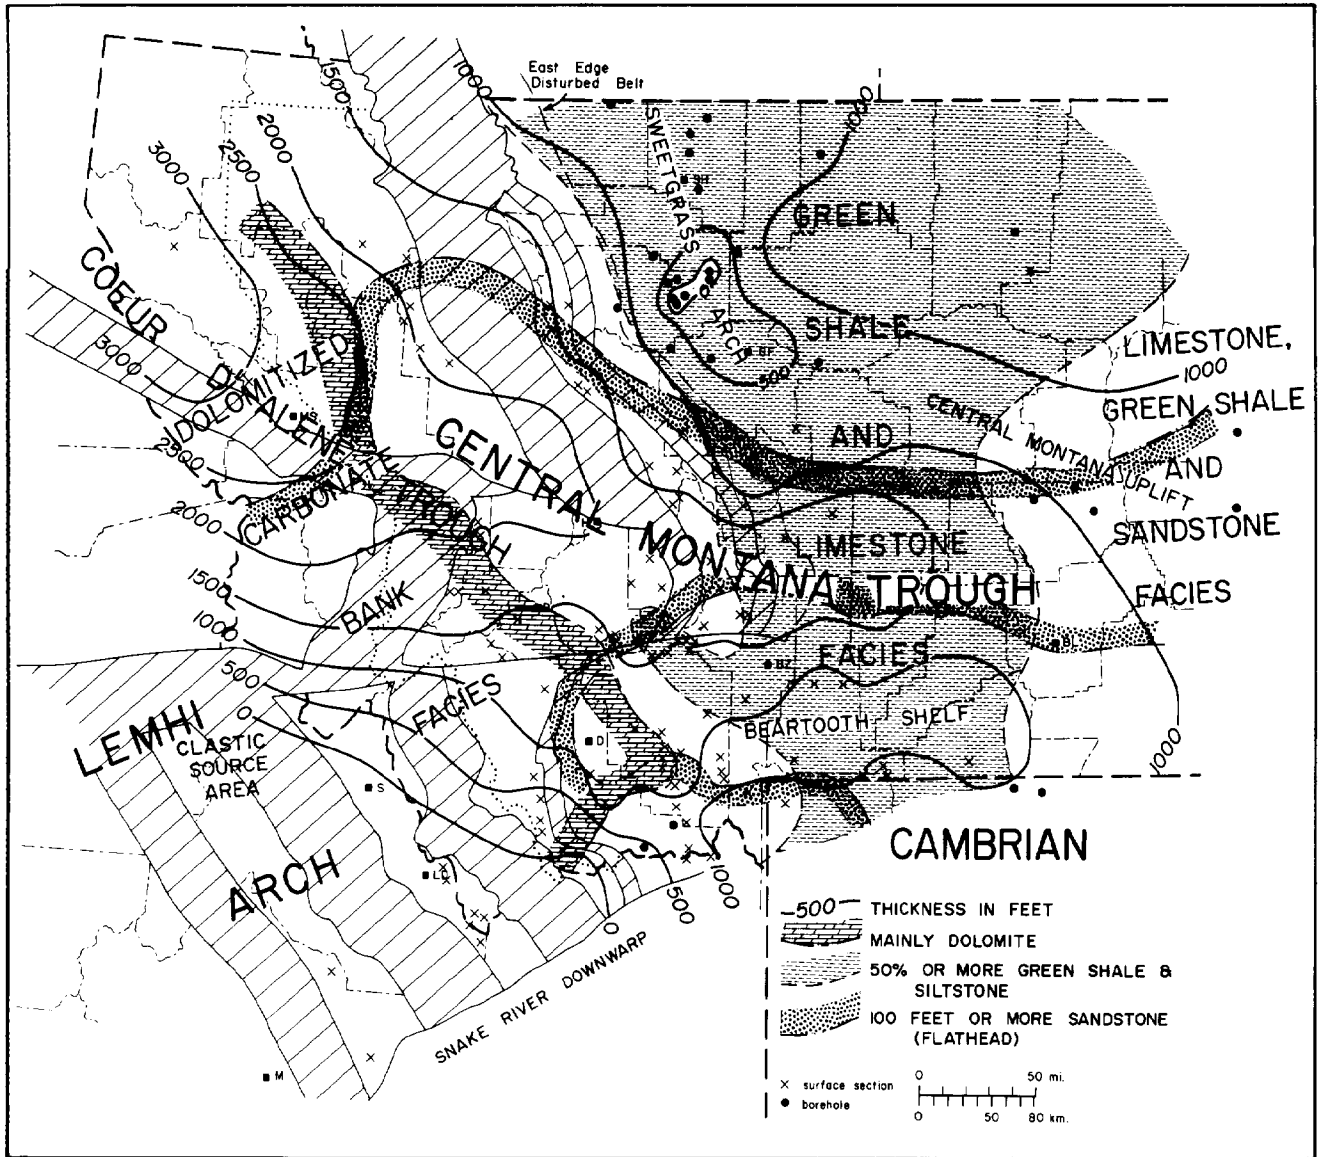 East Edge
Disturbed Belt
1500
1000
1000
2000
2500
3000
SWEETGRASS
ARCH
GREEN
SHALE
AND
LIMESTONE
FACIES
COEUR
D'ALENE
TROUGH
3000
DOLOMITIZED
CARBONATE
BANK
FACIES
500
BF
CENTRAL MONTANA UPLIFT
LIMESTONE,
1000
GREEN SHALE
AND
SANDSTONE
FACIES
CENTRAL MONTANA TROUGH
2500
2000
1500
1000
500
0
BZ
BEARTOOTH SHELF
1000
LEMHI
ARCH
CLASTIC
SOURCE
AREA
D
S
M
0
500
1000
SNAKE RIVER DOWNWARP
CAMBRIAN
500 THICKNESS IN FEET
MAINLY DOLOMITE
50% OR MORE GREEN SHALE &
SILTSTONE
100 FEET OR MORE SANDSTONE
(FLATHEAD)
x surface section
borehole
0 50 mi.
0 50 80 km.